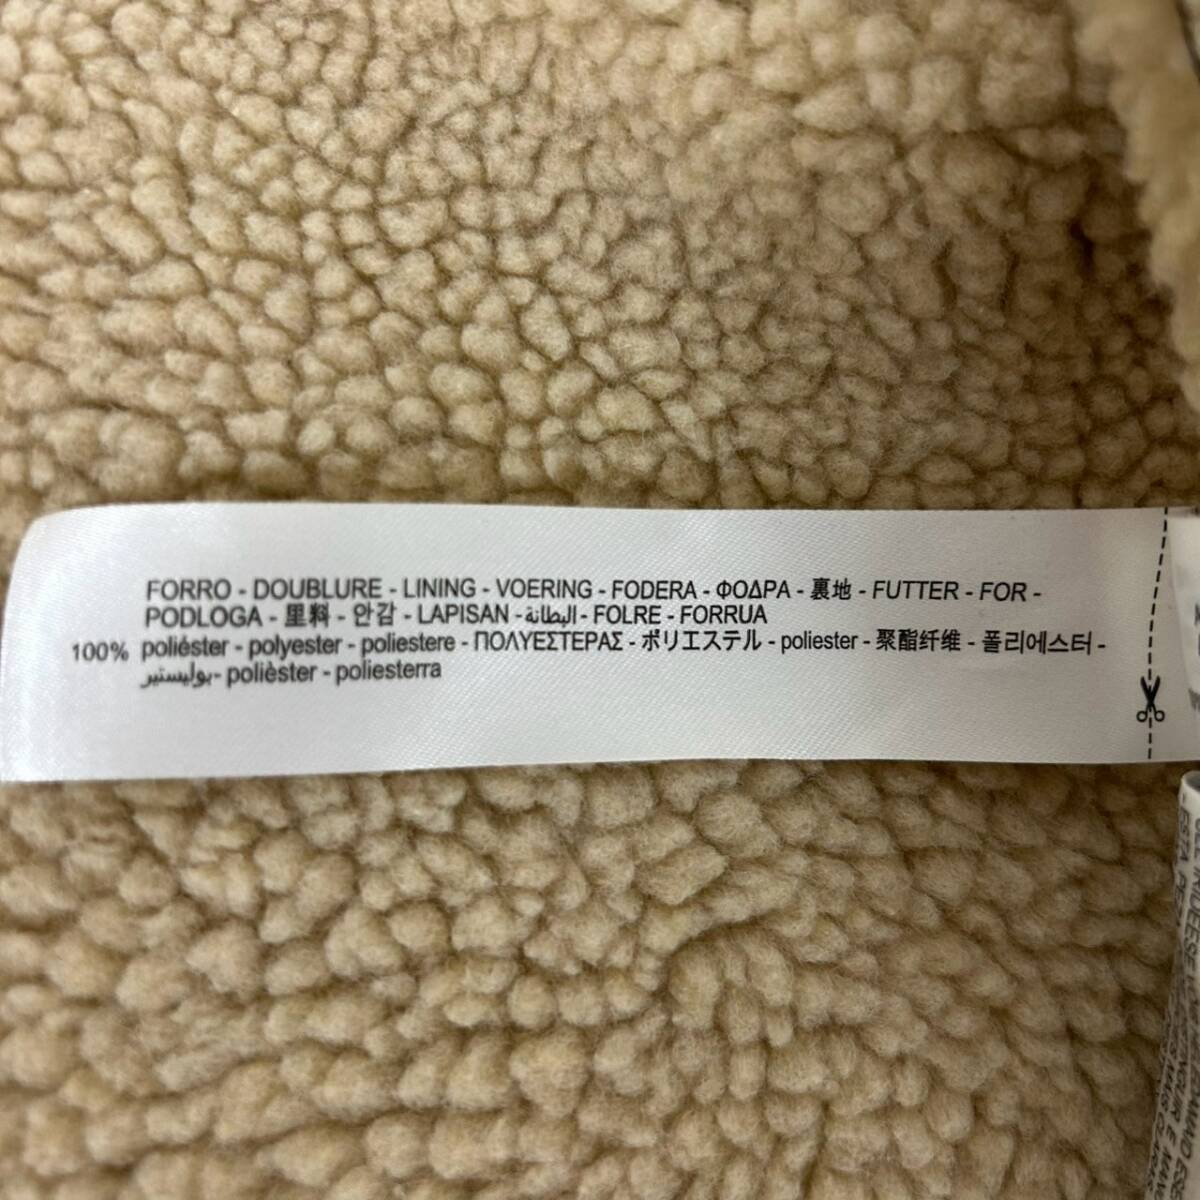 FORRO - DOUBLURE - LINING - VOERING - FODERA - ΦΟΔΡΑ - 裏地 - FUTTER - FOR -
PODLOGA - 里料 - 안감 - LAPISAN - البطانة - FOLRE - FORRUA
100% poliéster - polyester - poliestere - ΠΟΛΥΕΣΤΕΡΑΣ - ポリエステル - poliester - 聚酯纤维 - 폴리에스터 -
بوليستير - polièster - poliesterra